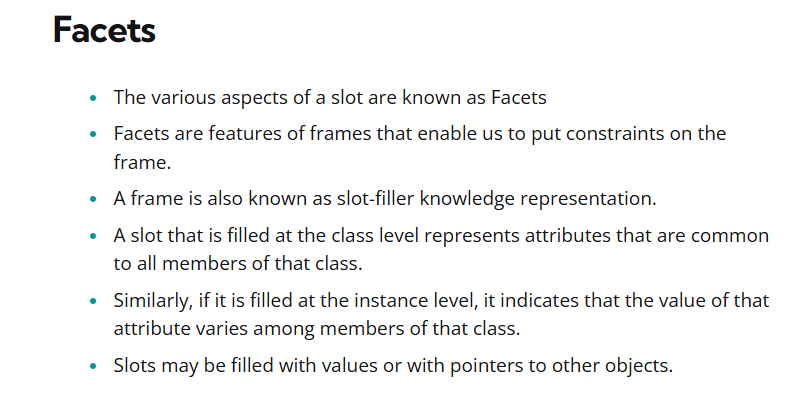 Facets
The various aspects of a slot are known as Facets
Facets are features of frames that enable us to put constraints on the
frame.
A frame is also known as slot-filler knowledge representation.
A slot that is filled at the class level represents attributes that are common
to all members of that class.
Similarly, if it is filled at the instance level, it indicates that the value of that
attribute varies among members of that class.
Slots may be filled with values or with pointers to other objects.